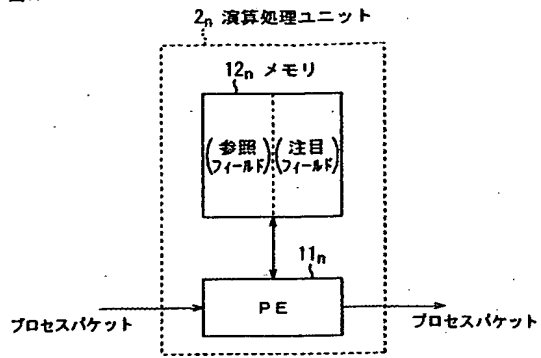 2n 演算処理ユニット
12n メモリ
(参照フィールド) (注目フィールド)
11n
PE
プロセスパケット
プロセスパケット